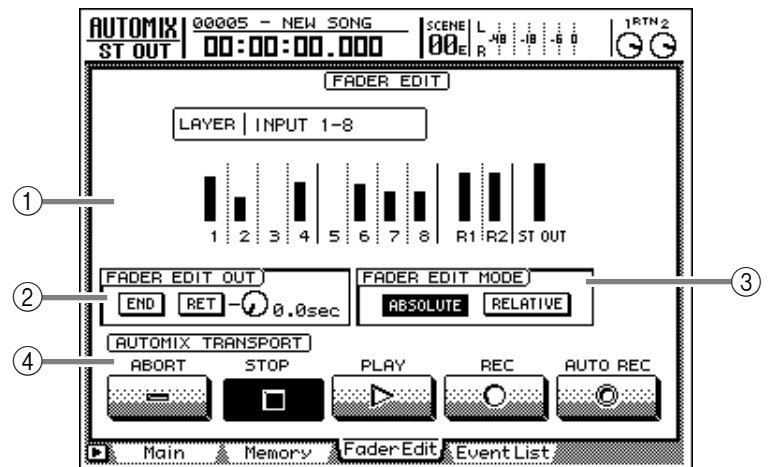 AUTOMIX 00005 - NEW SONG SCENE L 1 RTN 2
ST OUT 00:00:00.000 00E R -48 -18 -6 0
FADER EDIT
LAYER INPUT 1-8
①
1 2 3 4 5 6 7 8 R1 R2 ST OUT
FADER EDIT OUT FADER EDIT MODE ③
② END RET 0.0sec ABSOLUTE RELATIVE
AUTOMIX TRANSPORT
④ ABORT STOP PLAY REC AUTO REC
Main Memory Fader Edit Event List